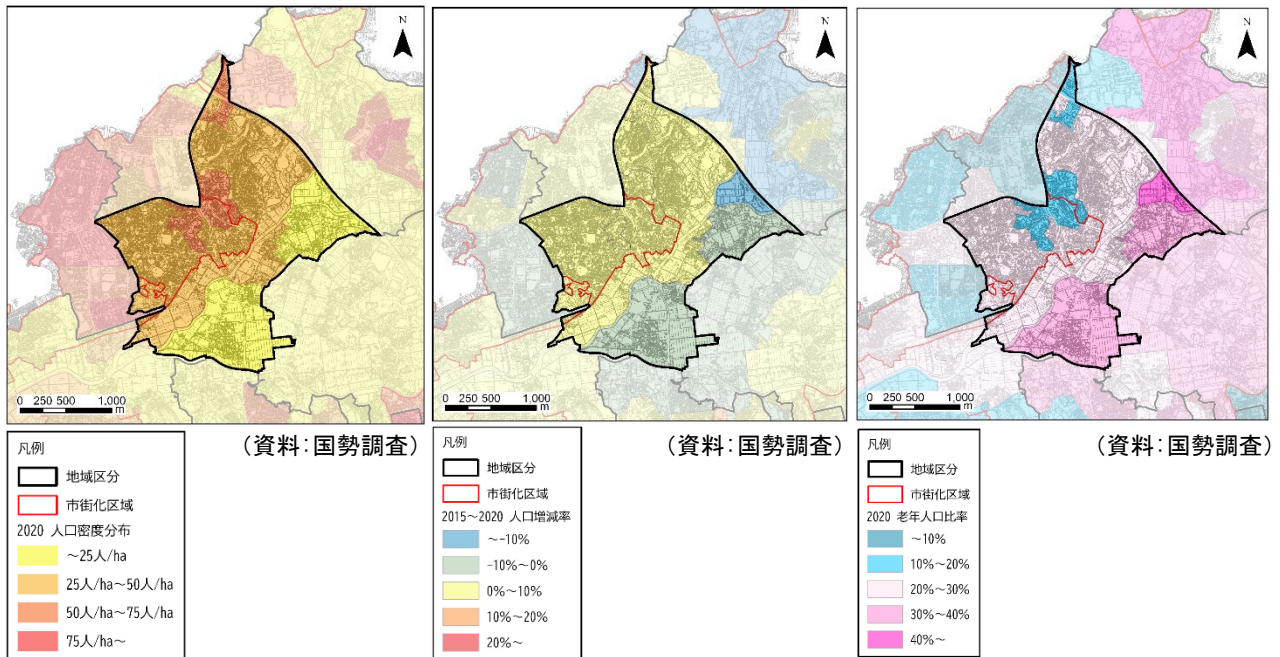 N
0 250 500 1,000
m
(資料:国勢調査)
凡例
地域区分
市街化区域
2020 人口密度分布
～25人/ha
25人/ha～50人/ha
50人/ha～75人/ha
75人/ha～
N
0 250 500 1,000
m
(資料:国勢調査)
凡例
地域区分
市街化区域
2015～2020 人口増減率
～-10%
-10%～0%
0%～10%
10%～20%
20%～
N
0 250 500 1,000
m
(資料:国勢調査)
凡例
地域区分
市街化区域
2020 老年人口比率
～10%
10%～20%
20%～30%
30%～40%
40%～